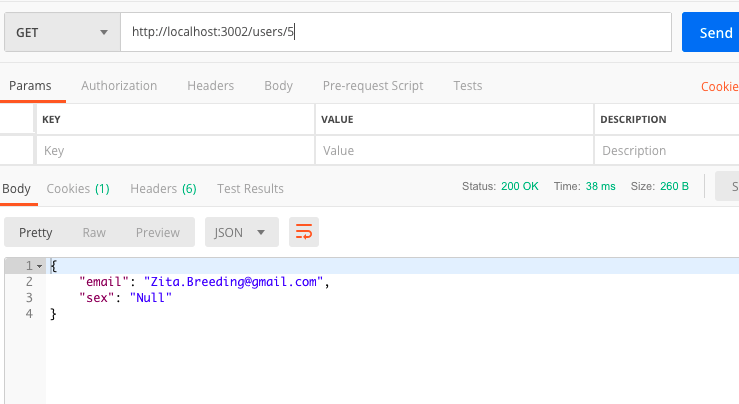 GET http://localhost:3002/users/5 Send
Params Authorization Headers Body Pre-request Script Tests Cookie
KEY VALUE DESCRIPTION
Key Value Description
Body Cookies (1) Headers (6) Test Results Status: 200 OK Time: 38 ms Size: 260 B S
Pretty Raw Preview JSON
1 {
2 "email": "Zita.Breeding@gmail.com",
3 "sex": "Null"
4 }